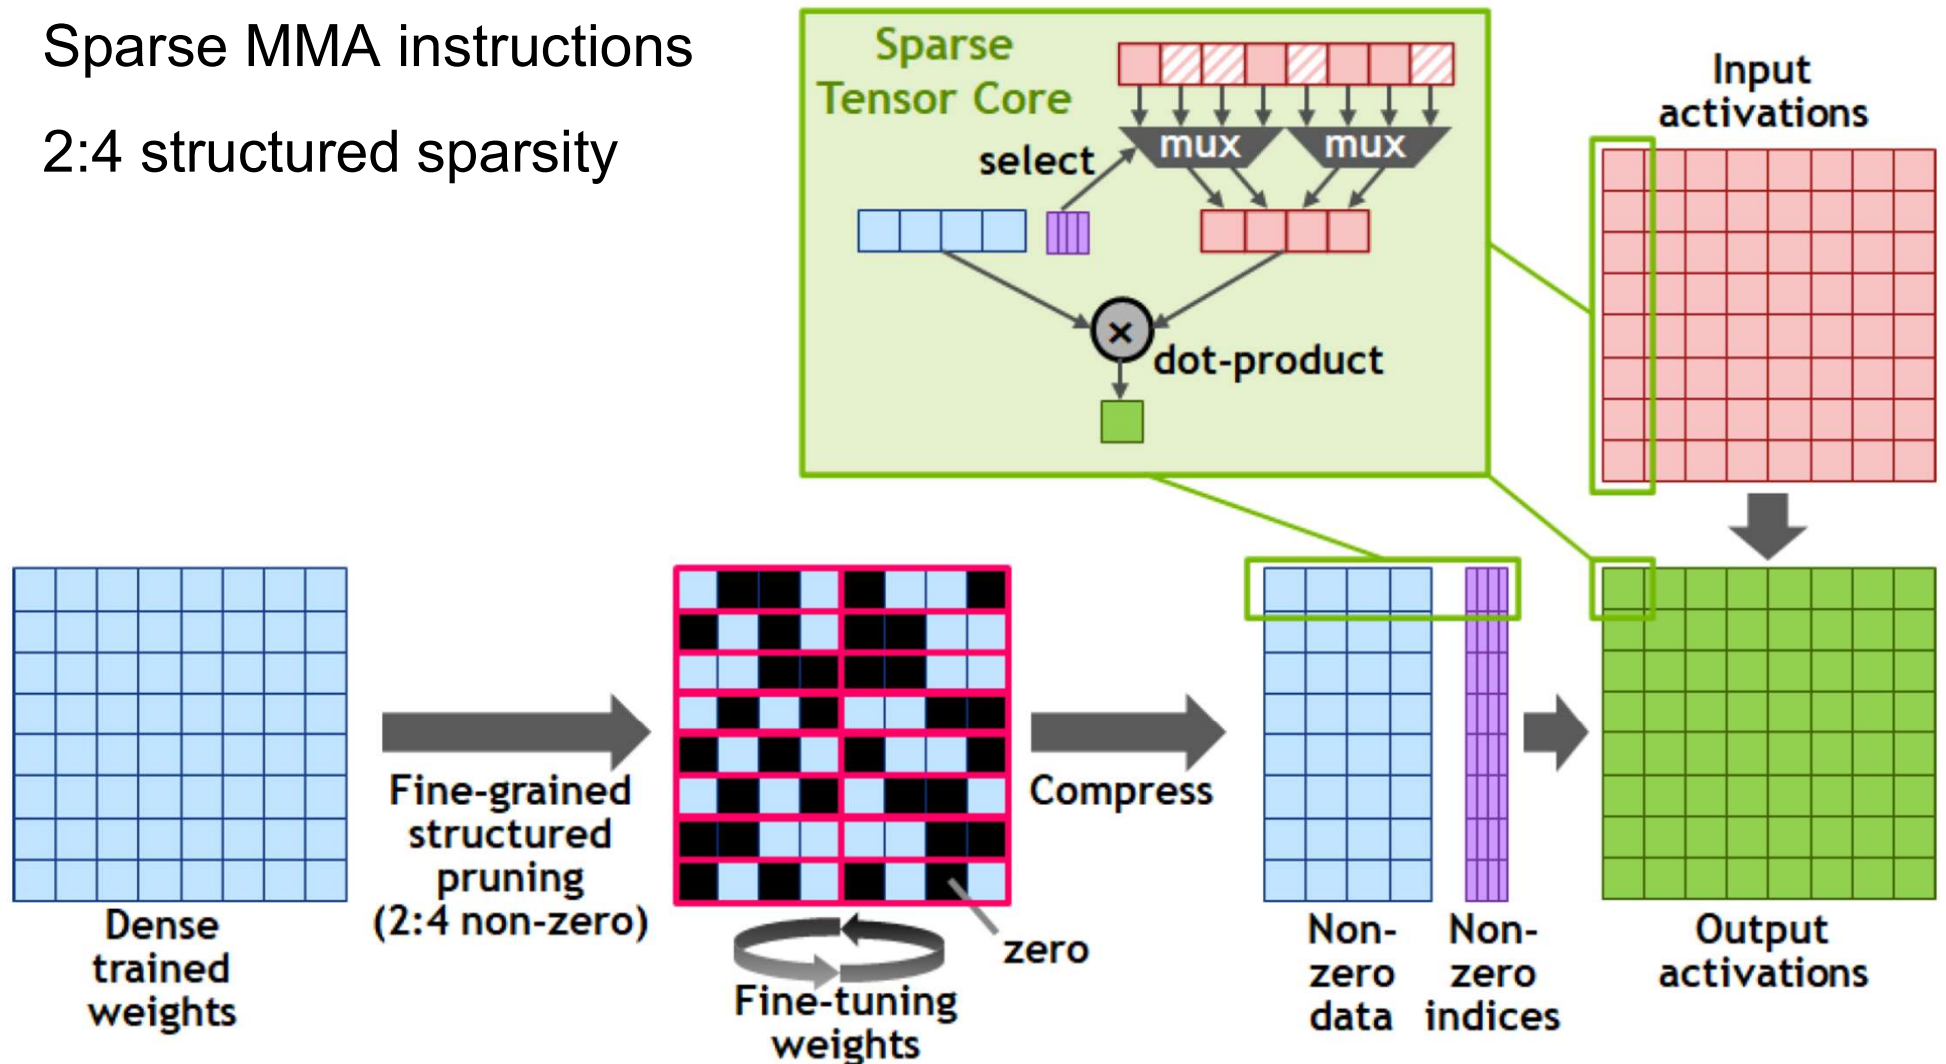 Sparse MMA instructions
2:4 structured sparsity
Sparse
Tensor Core
mux
mux
select
×
dot-product
Input
activations
Dense
trained
weights
Fine-grained
structured
pruning
(2:4 non-zero)
zero
Fine-tuning
weights
Compress
Non-
zero
data
Non-
zero
indices
Output
activations